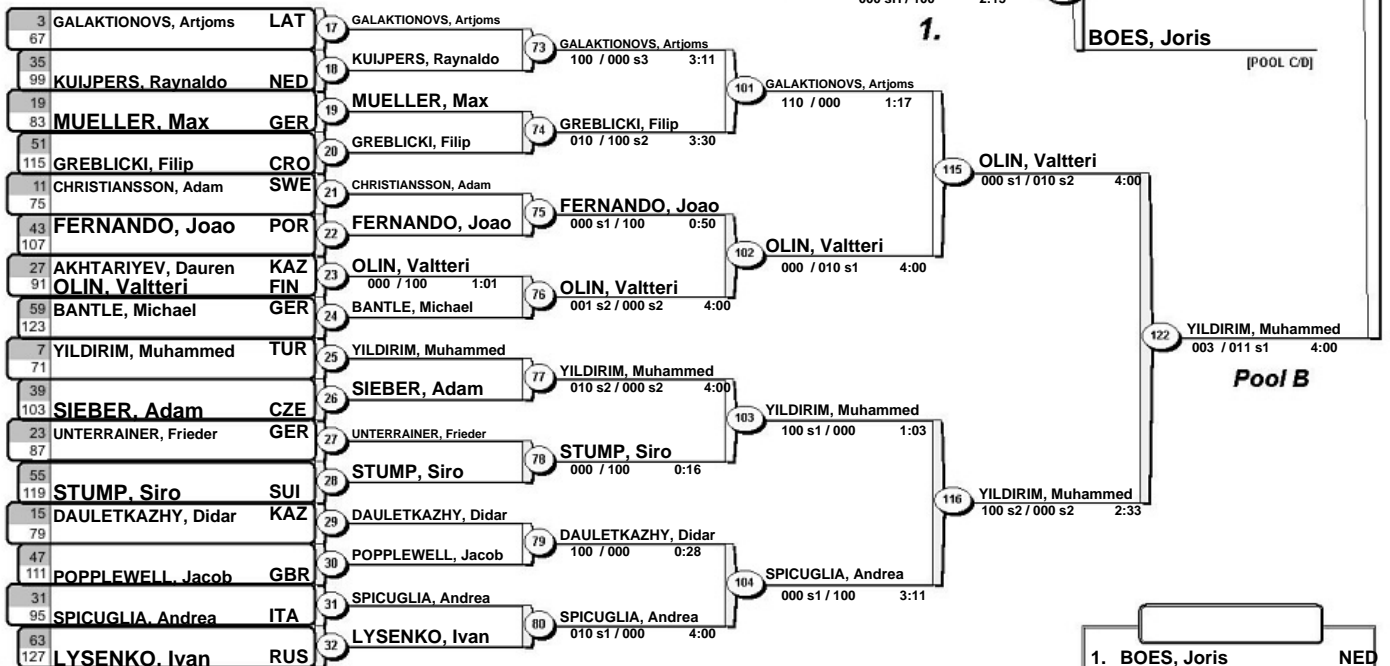 1.
BOES, Joris
[POOL C/D]
3 GALAKTIONOVS, Artjoms LAT
67
35
99 KUIJPERS, Raynaldo NED
19
83 MUELLER, Max GER
51
115 GREBLICKI, Filip CRO
11 CHRISTIANSSON, Adam SWE
75
43 FERNANDO, Joao POR
107
27 AKHTARIYEV, Dauren KAZ
91 OLIN, Valtteri FIN
59 BANTLE, Michael GER
123
7 YILDIRIM, Muhammed TUR
71
39
103 SIEBER, Adam CZE
23 UNTERRAINER, Frieder GER
87
55
119 STUMP, Siro SUI
15 DAULETKAZHY, Didar KAZ
79
47
111 POPPLEWELL, Jacob GBR
31
95 SPICUGLIA, Andrea ITA
63
127 LYSENKO, Ivan RUS
17 GALAKTIONOVS, Artjoms
18 KUIJPERS, Raynaldo
19 MUELLER, Max
20 GREBLICKI, Filip
21 CHRISTIANSSON, Adam
22 FERNANDO, Joao
23 OLIN, Valtteri
000 / 100 1:01
24 BANTLE, Michael
25 YILDIRIM, Muhammed
26 SIEBER, Adam
27 UNTERRAINER, Frieder
28 STUMP, Siro
29 DAULETKAZHY, Didar
30 POPPLEWELL, Jacob
31 SPICUGLIA, Andrea
32 LYSENKO, Ivan
73 GALAKTIONOVS, Artjoms
100 / 000 s3 3:11
74 GREBLICKI, Filip
010 / 100 s2 3:30
75 FERNANDO, Joao
000 s1 / 100 0:50
76 OLIN, Valtteri
001 s2 / 000 s2 4:00
77 YILDIRIM, Muhammed
010 s2 / 000 s2 4:00
78 STUMP, Siro
000 / 100 0:16
79 DAULETKAZHY, Didar
100 / 000 0:28
80 SPICUGLIA, Andrea
010 s1 / 000 4:00
101 GALAKTIONOVS, Artjoms
110 / 000 1:17
102 OLIN, Valtteri
000 / 010 s1 4:00
103 YILDIRIM, Muhammed
100 s1 / 000 1:03
104 SPICUGLIA, Andrea
000 s1 / 100 3:11
115 OLIN, Valtteri
000 s1 / 010 s2 4:00
116 YILDIRIM, Muhammed
100 s2 / 000 s2 2:33
122 YILDIRIM, Muhammed
003 / 011 s1 4:00
Pool B
1. BOES, Joris NED